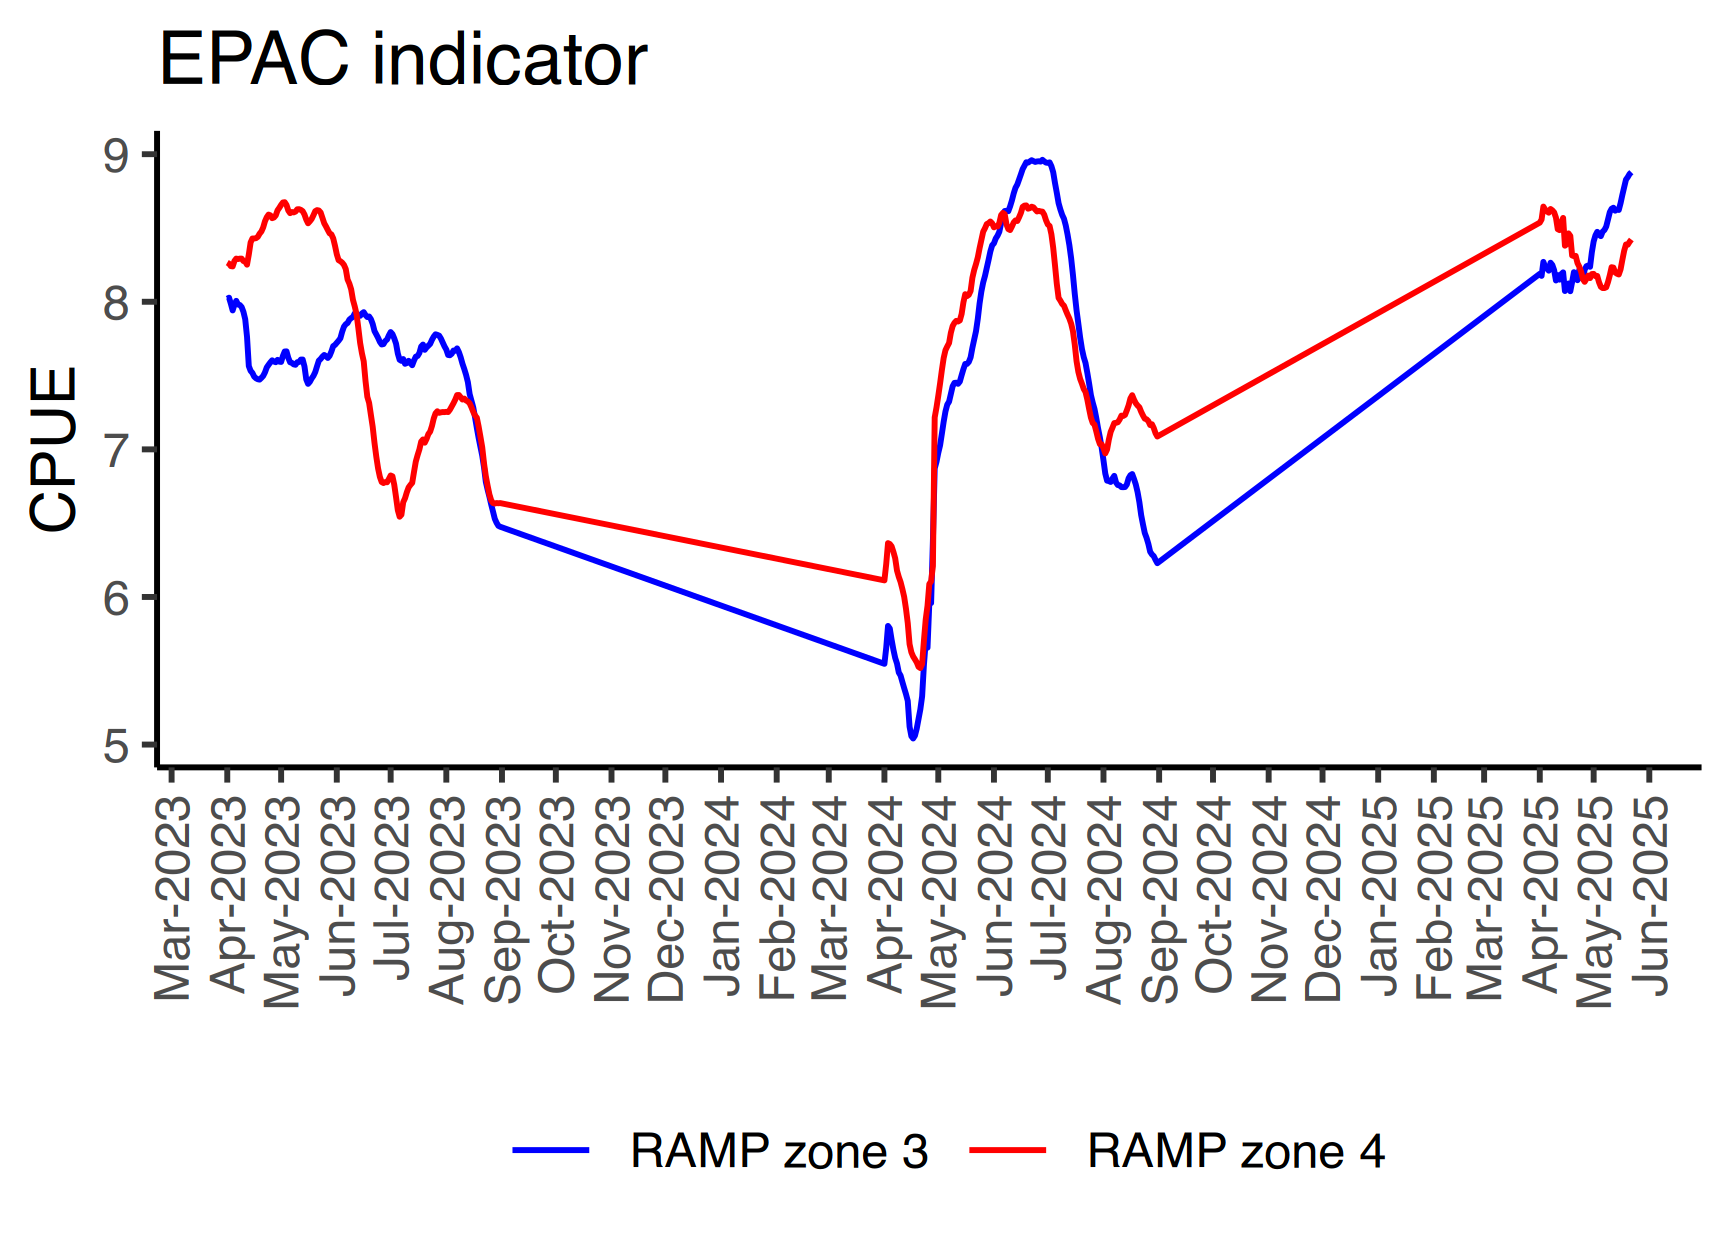 EPAC indicator
9
8
7
6
5
CPUE
Mar-2023
Apr-2023
May-2023
Jun-2023
Jul-2023
Aug-2023
Sep-2023
Oct-2023
Nov-2023
Dec-2023
Jan-2024
Feb-2024
Mar-2024
Apr-2024
May-2024
Jun-2024
Jul-2024
Aug-2024
Sep-2024
Oct-2024
Nov-2024
Dec-2024
Jan-2025
Feb-2025
Mar-2025
Apr-2025
May-2025
Jun-2025
RAMP zone 3
RAMP zone 4